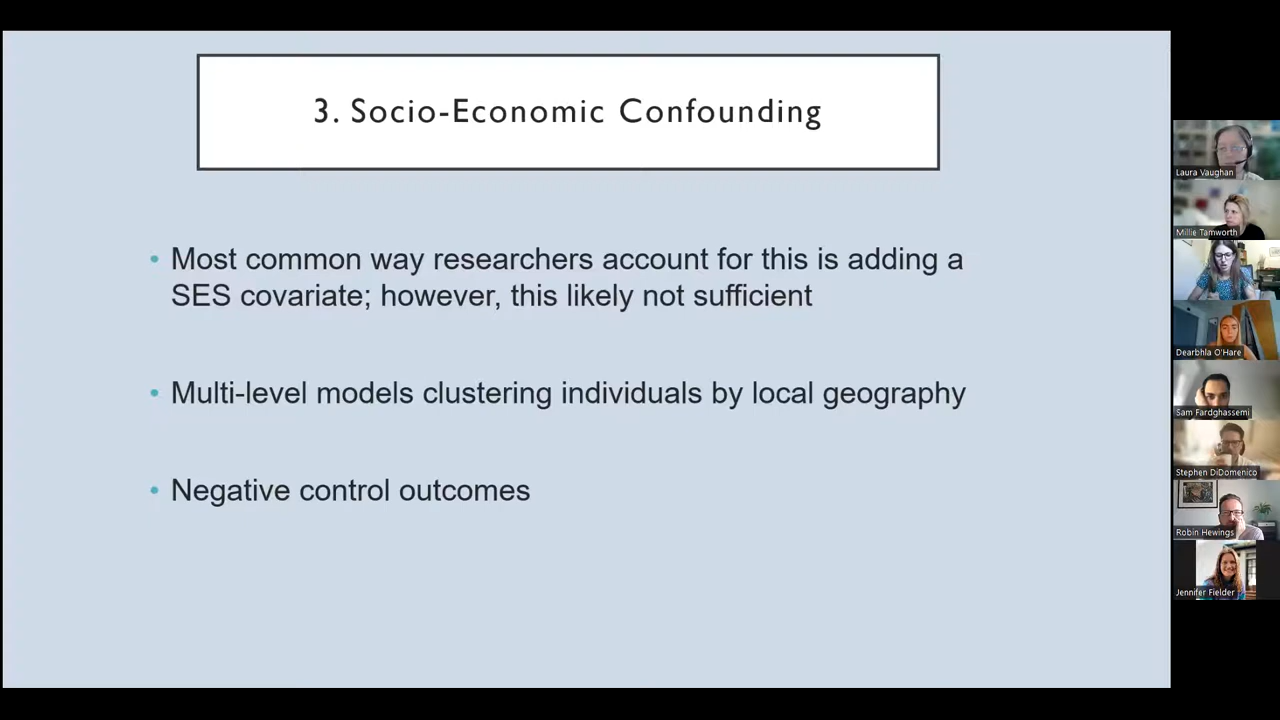 3. Socio-Economic Confounding
• Most common way researchers account for this is adding a
SES covariate; however, this likely not sufficient
• Multi-level models clustering individuals by local geography
• Negative control outcomes
Laura Vaughan
Millie Tamworth
Dearbhla O'Hare
Sam Fardghassemi
Stephen DiDomenico
Robin Hewings
Jennifer Fielder